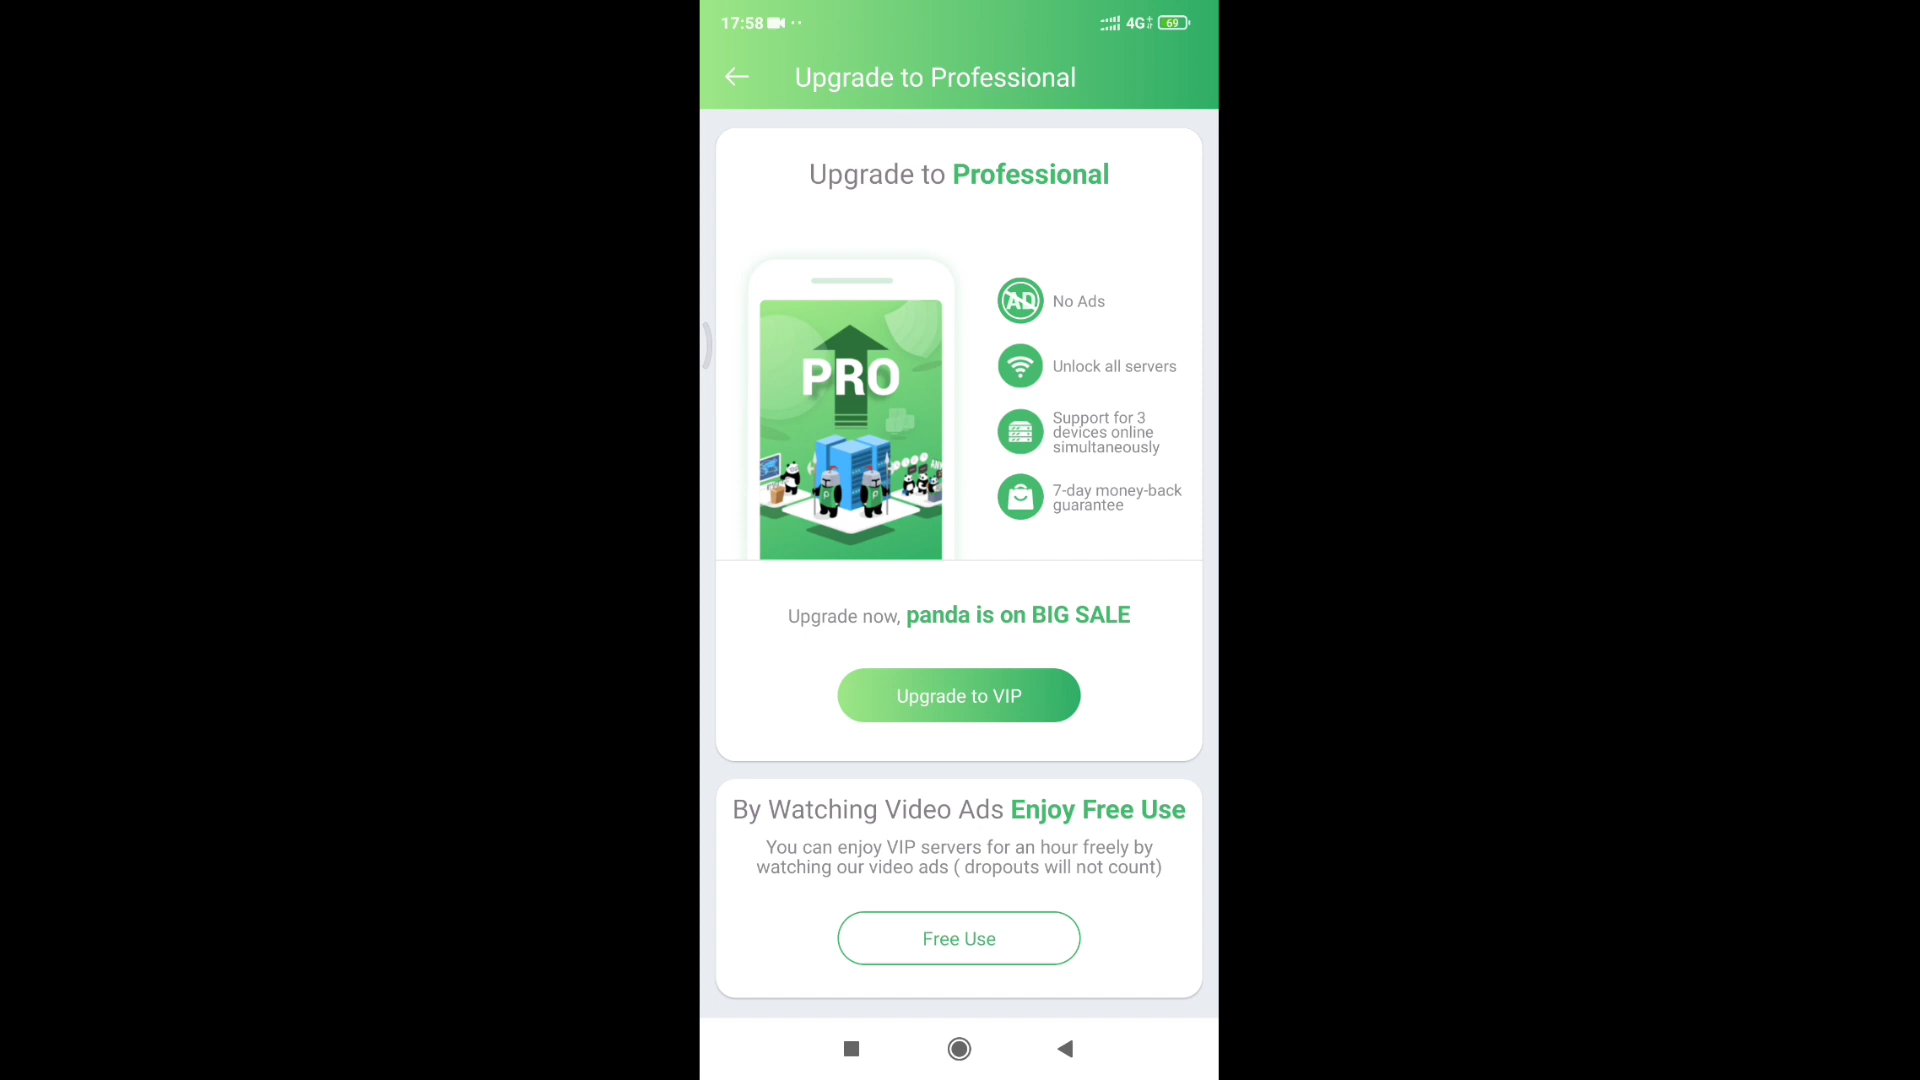 17:58
4G
69
Upgrade to Professional
Upgrade to Professional
PRO
AD
No Ads
Unlock all servers
Support for 3
devices online
simultaneously
7-day money-back
guarantee
Upgrade now, panda is on BIG SALE
Upgrade to VIP
By Watching Video Ads Enjoy Free Use
You can enjoy VIP servers for an hour freely by
watching our video ads ( dropouts will not count)
Free Use